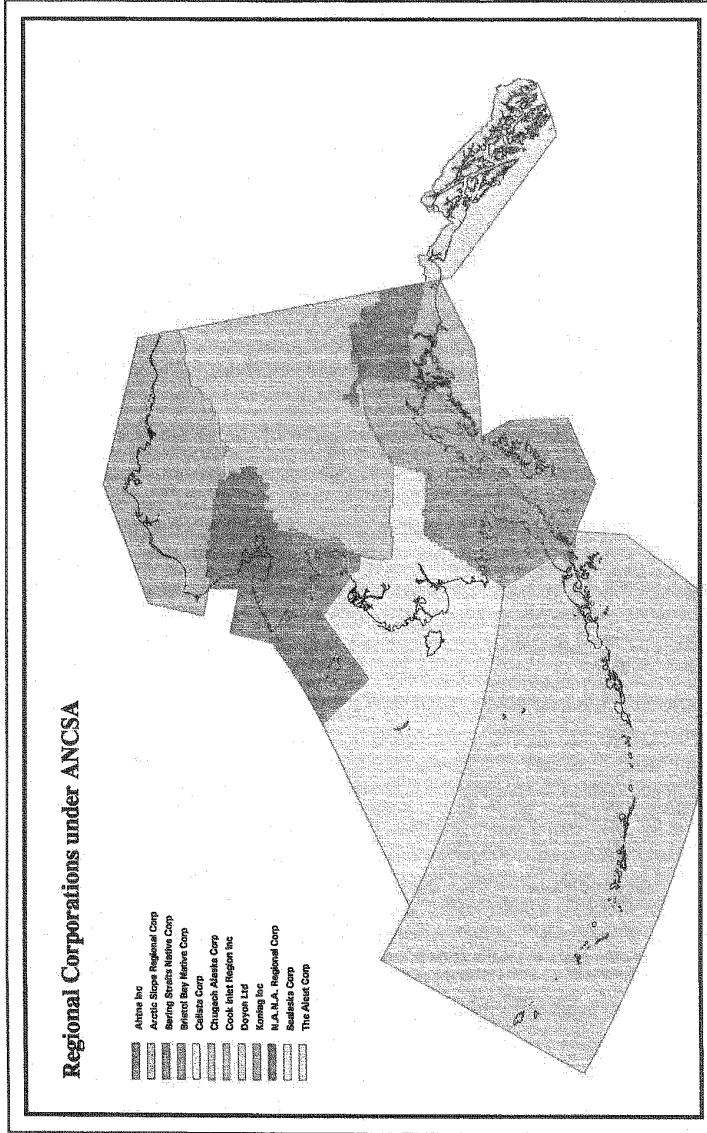 Regional Corporations under ANCSA
Ahtna Inc
Arctic Slope Regional Corp
Bering Straits Native Corp
Bristol Bay Native Corp
Calista Corp
Chugach Alaska Corp
Cook Inlet Region Inc
Doyon Ltd
Koniag Inc
N.A.N.A. Regional Corp
Sealaska Corp
The Aleut Corp